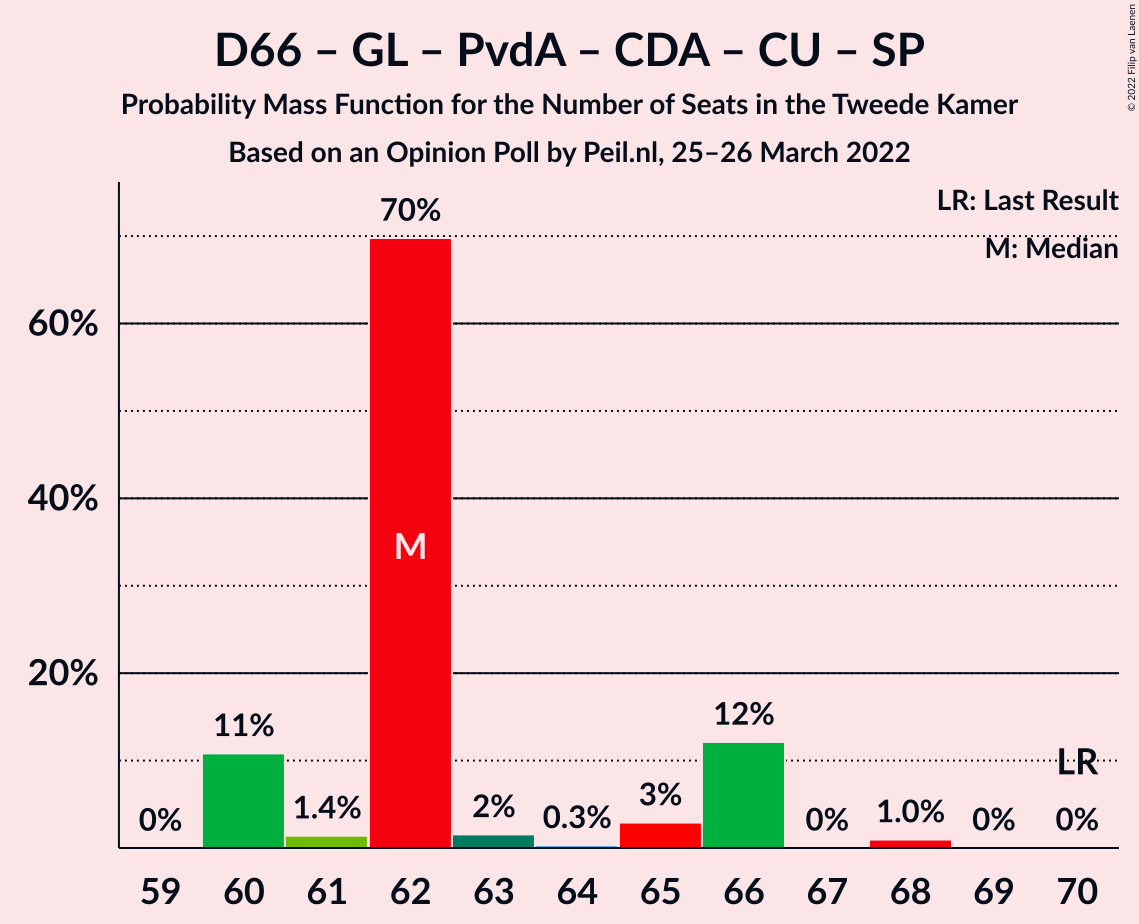 D66 – GL – PvdA – CDA – CU – SP
Probability Mass Function for the Number of Seats in the Tweede Kamer
Based on an Opinion Poll by Peil.nl, 25–26 March 2022
© 2022 Filip van Laenen
LR: Last Result
M: Median
60%
40%
20%
0%
11%
1.4%
70%
M
2%
0.3%
3%
12%
0%
1.0%
0%
LR
0%
59 60 61 62 63 64 65 66 67 68 69 70